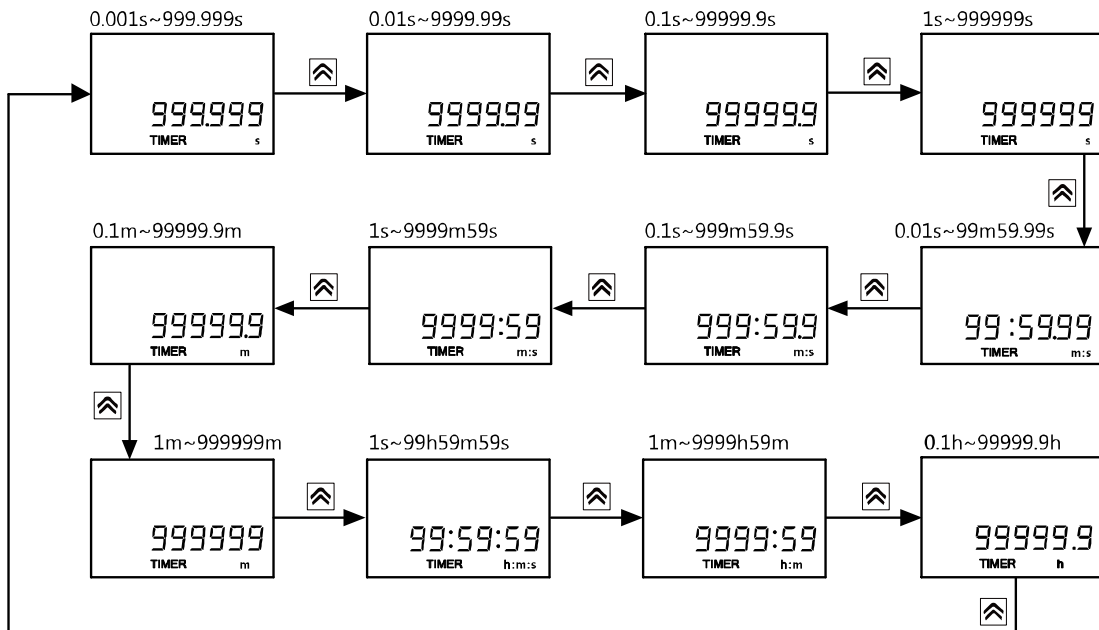 0.001s~999.999s
0.01s~9999.99s
0.1s~99999.9s
1s~999999s
999.999
TIMER s
9999.99
TIMER s
99999.9
TIMER s
999999
TIMER s
0.1m~99999.9m
1s~9999m59s
0.1s~999m59.9s
0.01s~99m59.99s
99999.9
TIMER m
9999:59
TIMER m:s
999:59.9
TIMER m:s
99:59.99
TIMER m:s
1m~999999m
1s~99h59m59s
1m~9999h59m
0.1h~99999.9h
999999
TIMER m
99:59:59
TIMER h:m:s
9999:59
TIMER h:m
99999.9
TIMER h